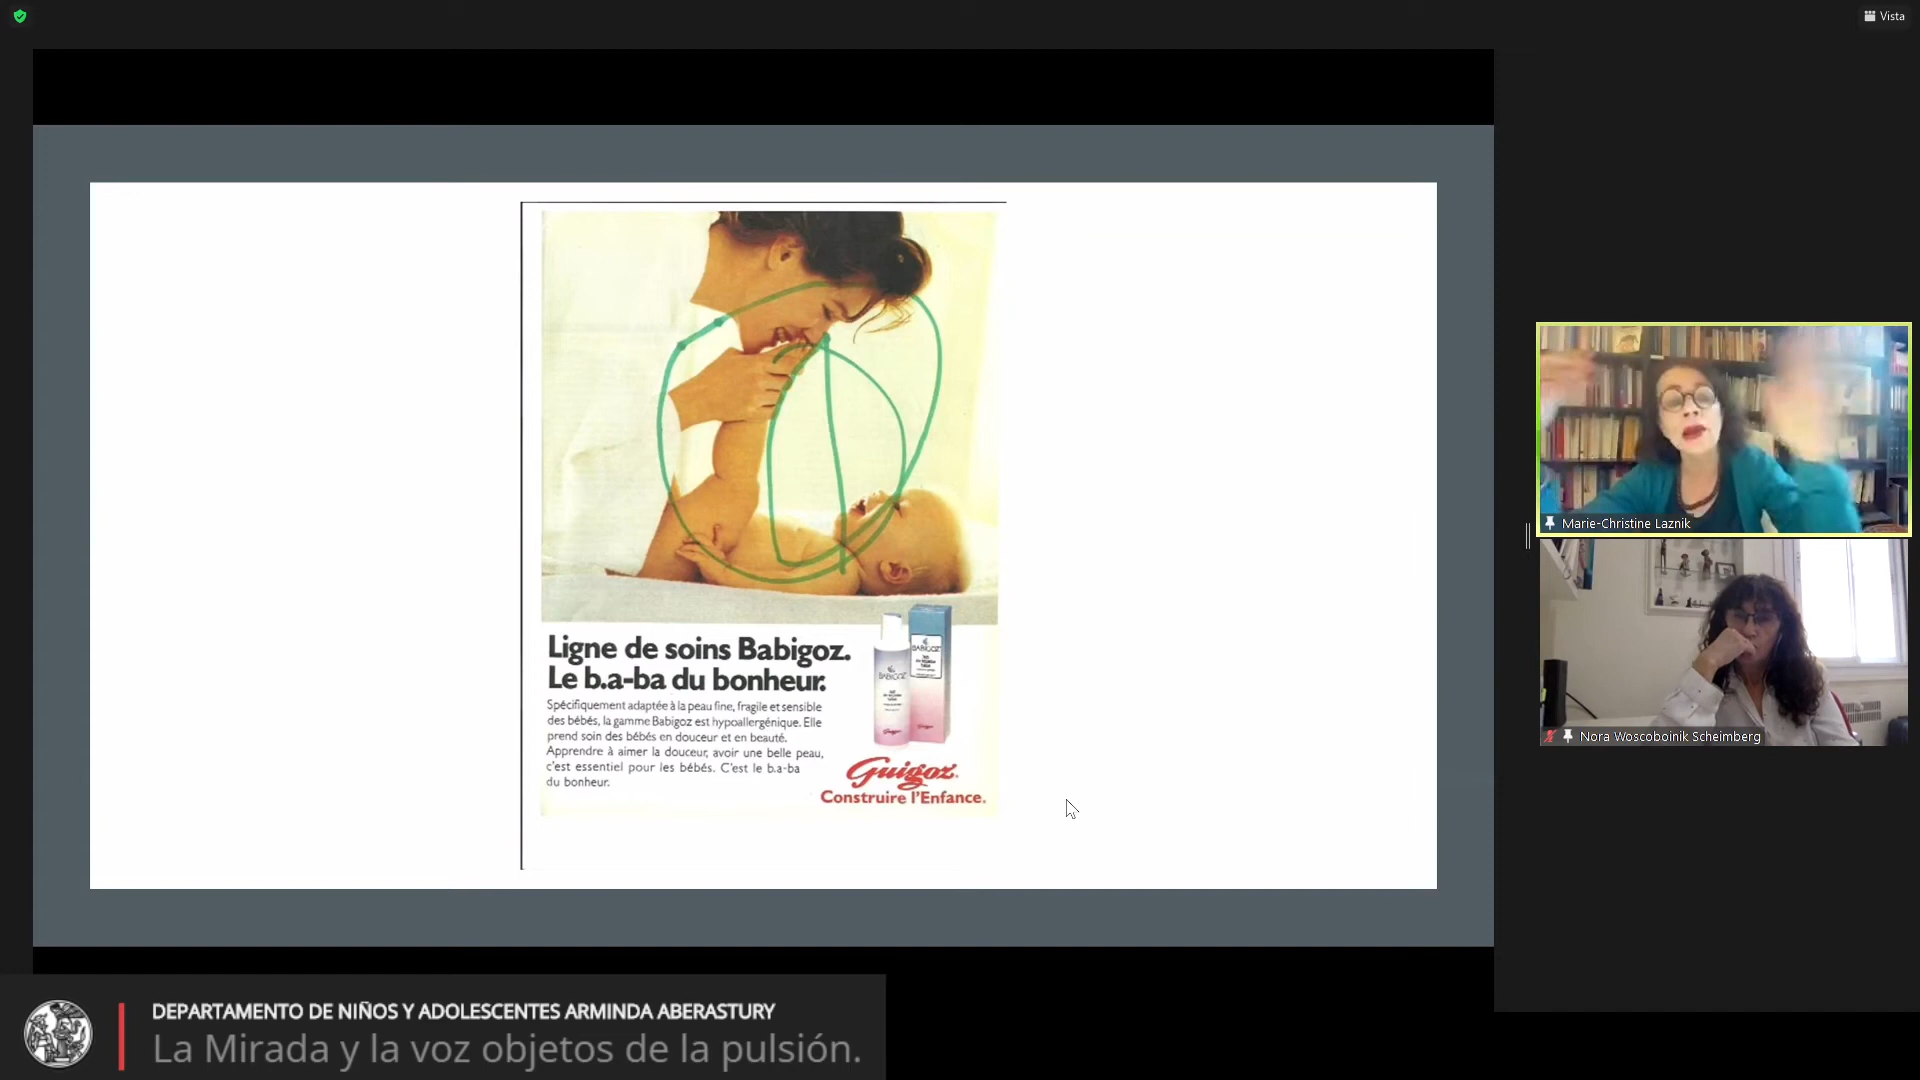 Vista
Ligne de soins Babigoz.
Le b.a-ba du bonheur.
Spécifiquement adaptée à la peau fine, fragile et sensible
des bébés, la gamme Babigoz est hypoallergénique. Elle
prend soin des bébés en douceur et en beauté.
Apprendre à aimer la douceur, avoir une belle peau,
c'est essentiel pour les bébés. C'est le b.a-ba
du bonheur.
BABIGOZ
BABIGOZ
Guigoz
Construire l'Enfance.
Marie-Christine Laznik
Nora Woscoboinik Scheimberg
DEPARTAMENTO DE NIÑOS Y ADOLESCENTES ARMINDA ABERASTURY
La Mirada y la voz objetos de la pulsión.